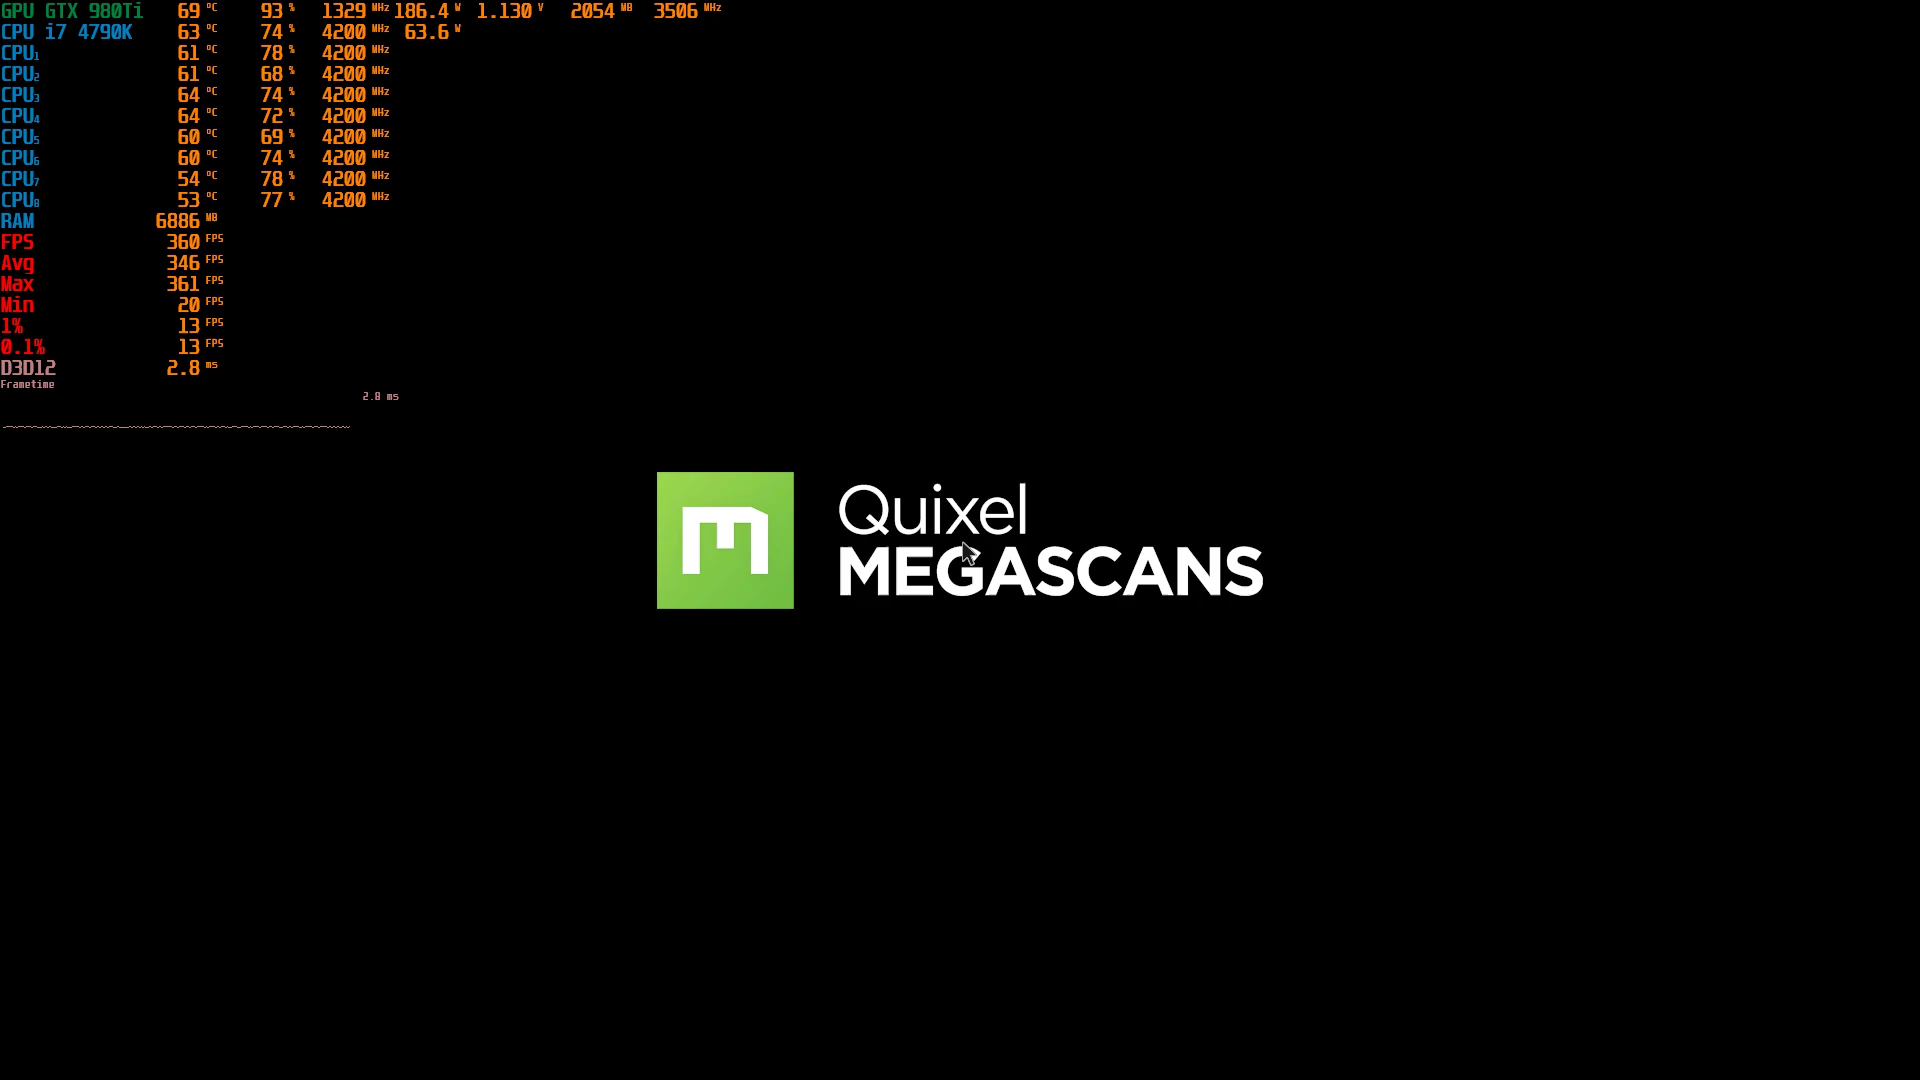 GPU GTX 980Ti 69 °C 93 % 1329 MHz 186.4 W 1.130 V 2054 MB 3506 MHz
CPU i7 4790K 63 °C 74 % 4200 MHz 63.6 W
CPU1 61 °C 78 % 4200 MHz
CPU2 61 °C 68 % 4200 MHz
CPU3 64 °C 74 % 4200 MHz
CPU4 64 °C 72 % 4200 MHz
CPU5 60 °C 69 % 4200 MHz
CPU6 60 °C 74 % 4200 MHz
CPU7 54 °C 78 % 4200 MHz
CPU8 53 °C 77 % 4200 MHz
RAM 6886 MB
FPS 360 FPS
Avg 346 FPS
Max 361 FPS
Min 20 FPS
1% 13 FPS
0.1% 13 FPS
D3D12 2.8 ms
Frametime
2.8 ms
Quixel
MEGASCANS